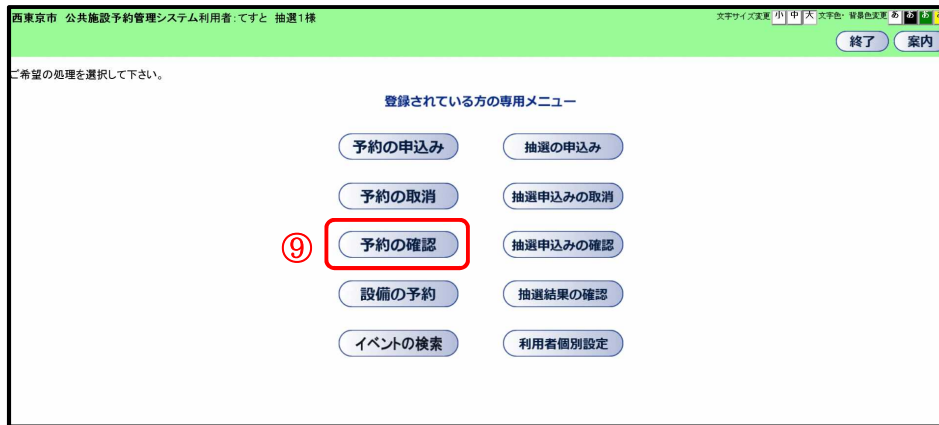 西東京市 公共施設予約管理システム利用者:てすと 抽選1様
文字サイズ変更 小 中 大 文字色・背景色変更 あ あ あ
終了 案内
ご希望の処理を選択して下さい。
登録されている方の専用メニュー
予約の申込み 抽選の申込み
予約の取消 抽選申込みの取消
⑨ 予約の確認 抽選申込みの確認
設備の予約 抽選結果の確認
イベントの検索 利用者個別設定